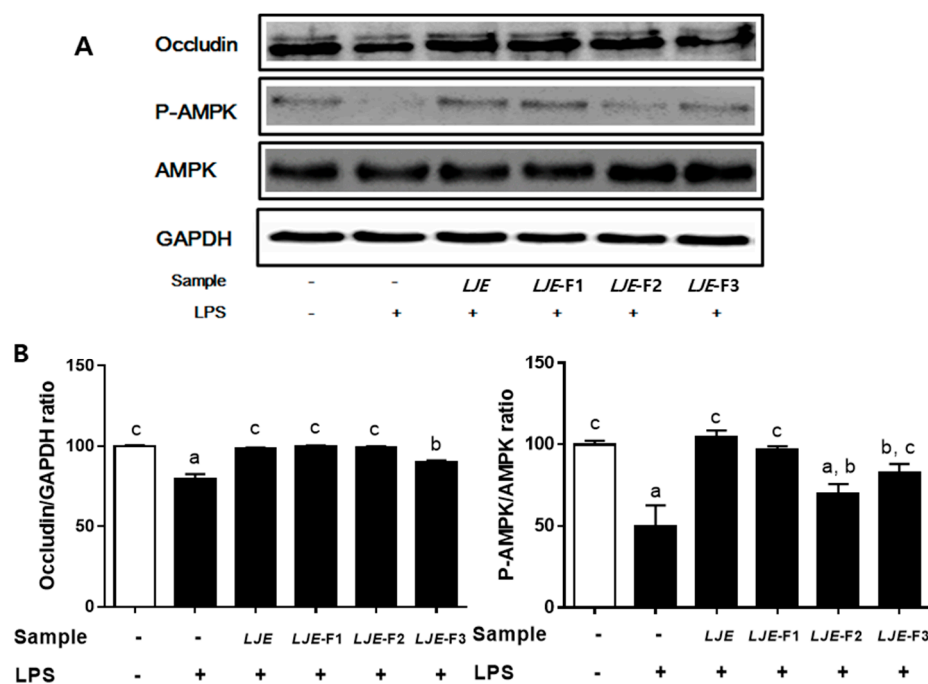 A
Occludin
P-AMPK
AMPK
GAPDH
Sample - - LJE LJE-F1 LJE-F2 LJE-F3
LPS - + + + + +
B
Occludin/GAPDH ratio
150
100
50
0
c a c c c b
Sample - - LJE LJE-F1 LJE-F2 LJE-F3
LPS - + + + + +
P-AMPK/AMPK ratio
150
100
50
0
c a c c a, b b, c
Sample - - LJE LJE-F1 LJE-F2 LJE-F3
LPS - + + + + +